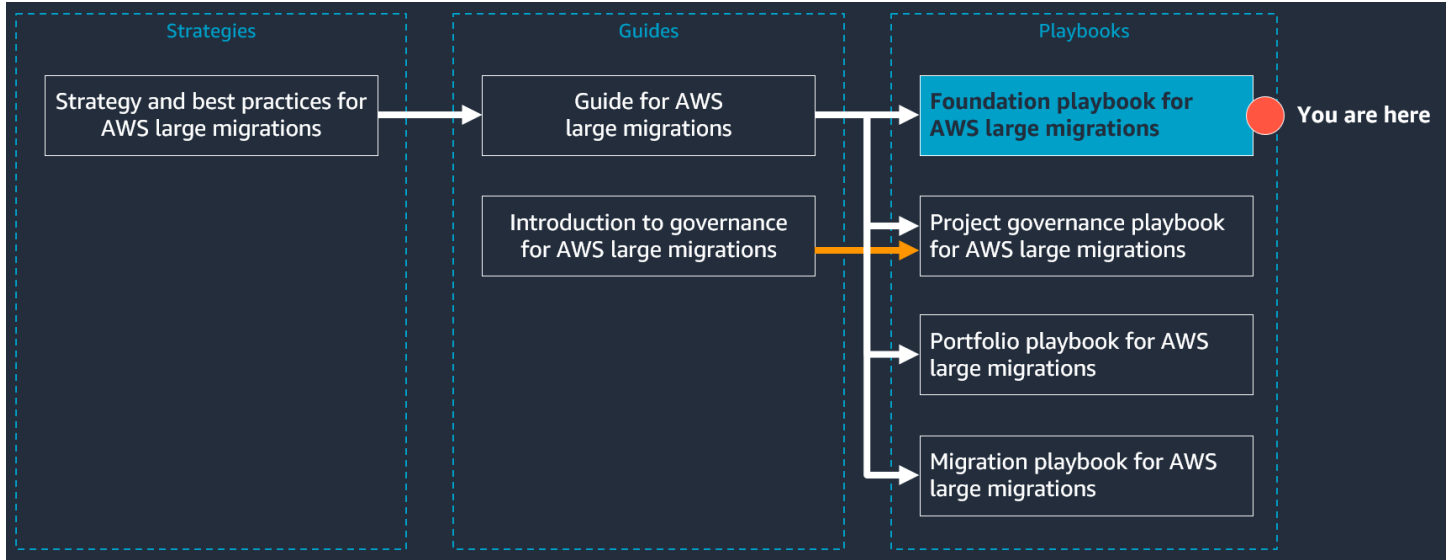 Strategies
Strategy and best practices for
AWS large migrations
Guides
Guide for AWS
large migrations
Introduction to governance
for AWS large migrations
Playbooks
Foundation playbook for
AWS large migrations
You are here
Project governance playbook
for AWS large migrations
Portfolio playbook for AWS
large migrations
Migration playbook for AWS
large migrations